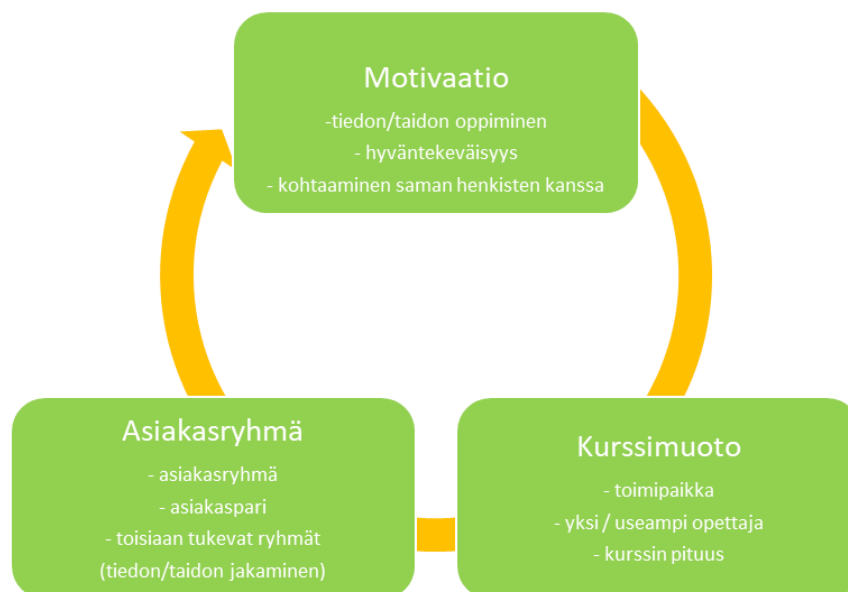 Motivaatio
-tiedon/taidon oppiminen
- hyväntekeväisyys
- kohtaaminen saman henkisten kanssa
Asiakasryhmä
- asiakasryhmä
- asiakaspari
- toisiaan tukevat ryhmät
(tiedon/taidon jakaminen)
Kurssimuoto
- toimipaikka
- yksi / useampi opettaja
- kurssin pituus